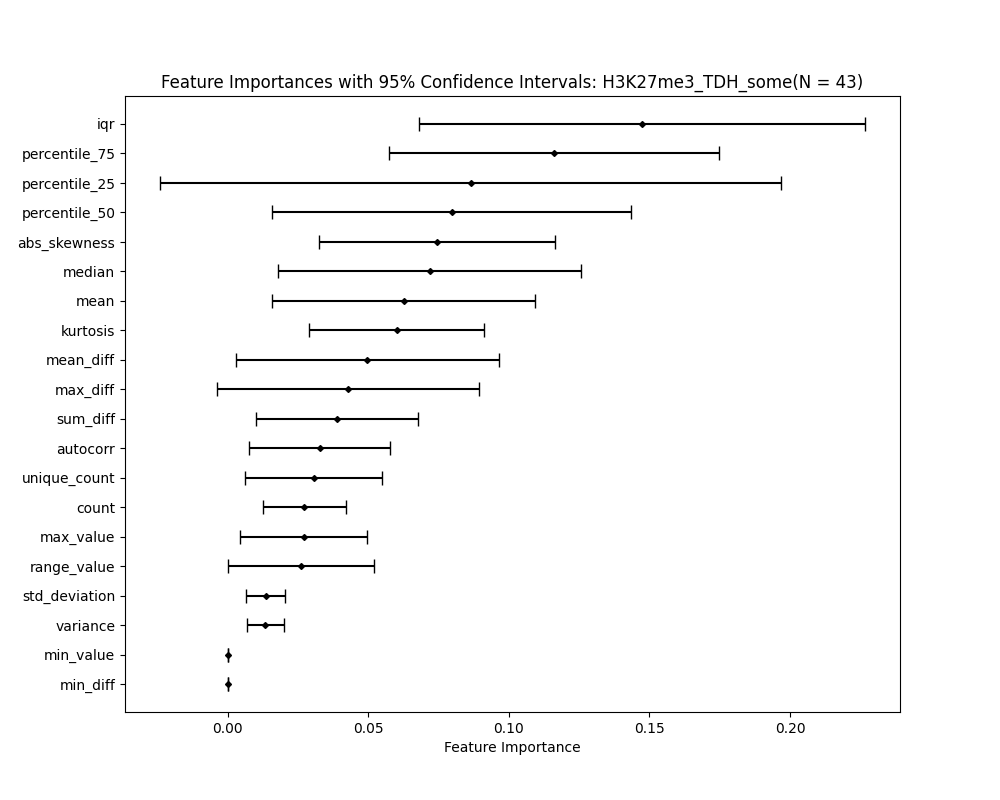 Feature Importances with 95% Confidence Intervals: H3K27me3_TDH_some(N = 43)
iqr
percentile_75
percentile_25
percentile_50
abs_skewness
median
mean
kurtosis
mean_diff
max_diff
sum_diff
autocorr
unique_count
count
max_value
range_value
std_deviation
variance
min_value
min_diff
0.00 0.05 0.10 0.15 0.20
Feature Importance